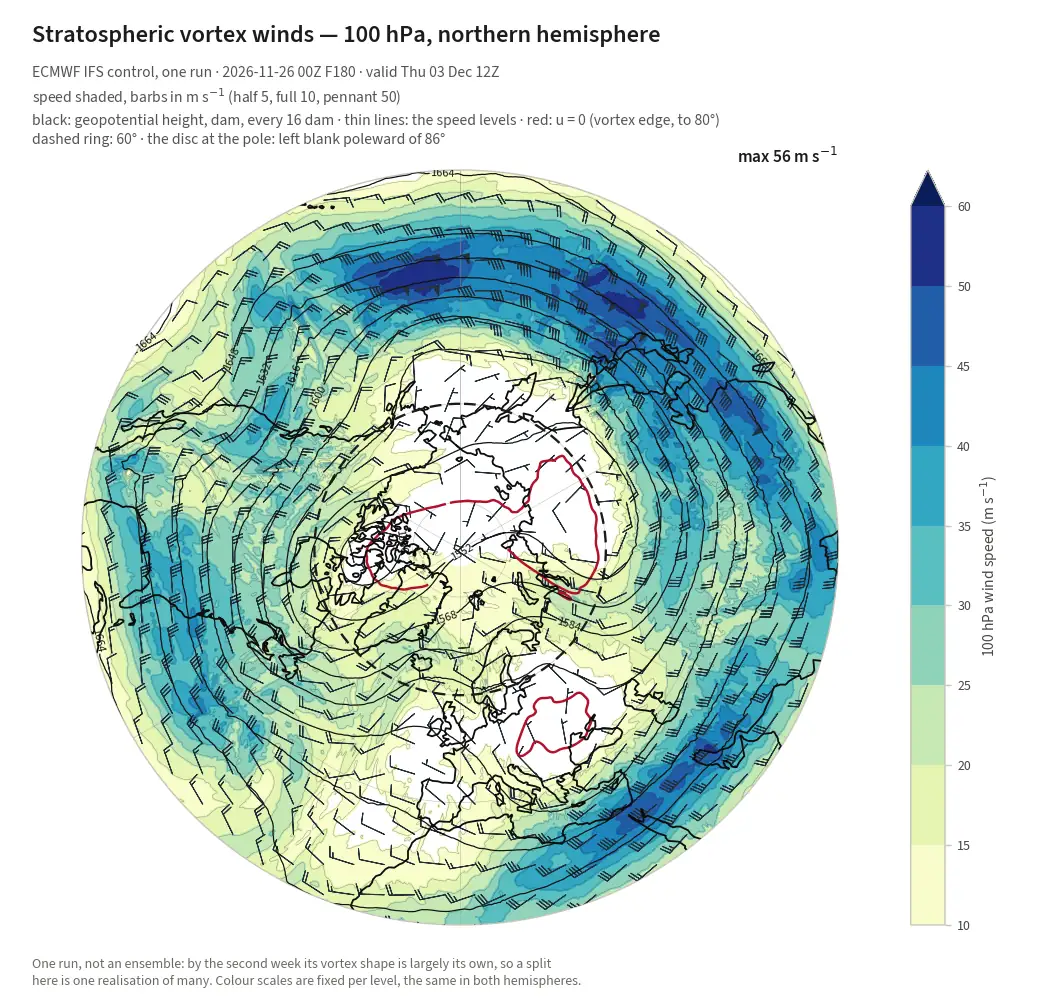 Stratospheric vortex winds — 100 hPa, northern hemisphere
ECMWF IFS control, one run · 2026-11-26 00Z F180 · valid Thu 03 Dec 12Z
speed shaded, barbs in m s⁻¹ (half 5, full 10, pennant 50)
black: geopotential height, dam, every 16 dam · thin lines: the speed levels · red: u = 0 (vortex edge, to 80°)
dashed ring: 60° · the disc at the pole: left blank poleward of 86°
max 56 m s⁻¹
1664
1664
1648
1632
1616
1600
1552
1568
1584
1664
60
50
45
40
35
30
25
20
15
10
100 hPa wind speed (m s⁻¹)
One run, not an ensemble: by the second week its vortex shape is largely its own, so a split
here is one realisation of many. Colour scales are fixed per level, the same in both hemispheres.